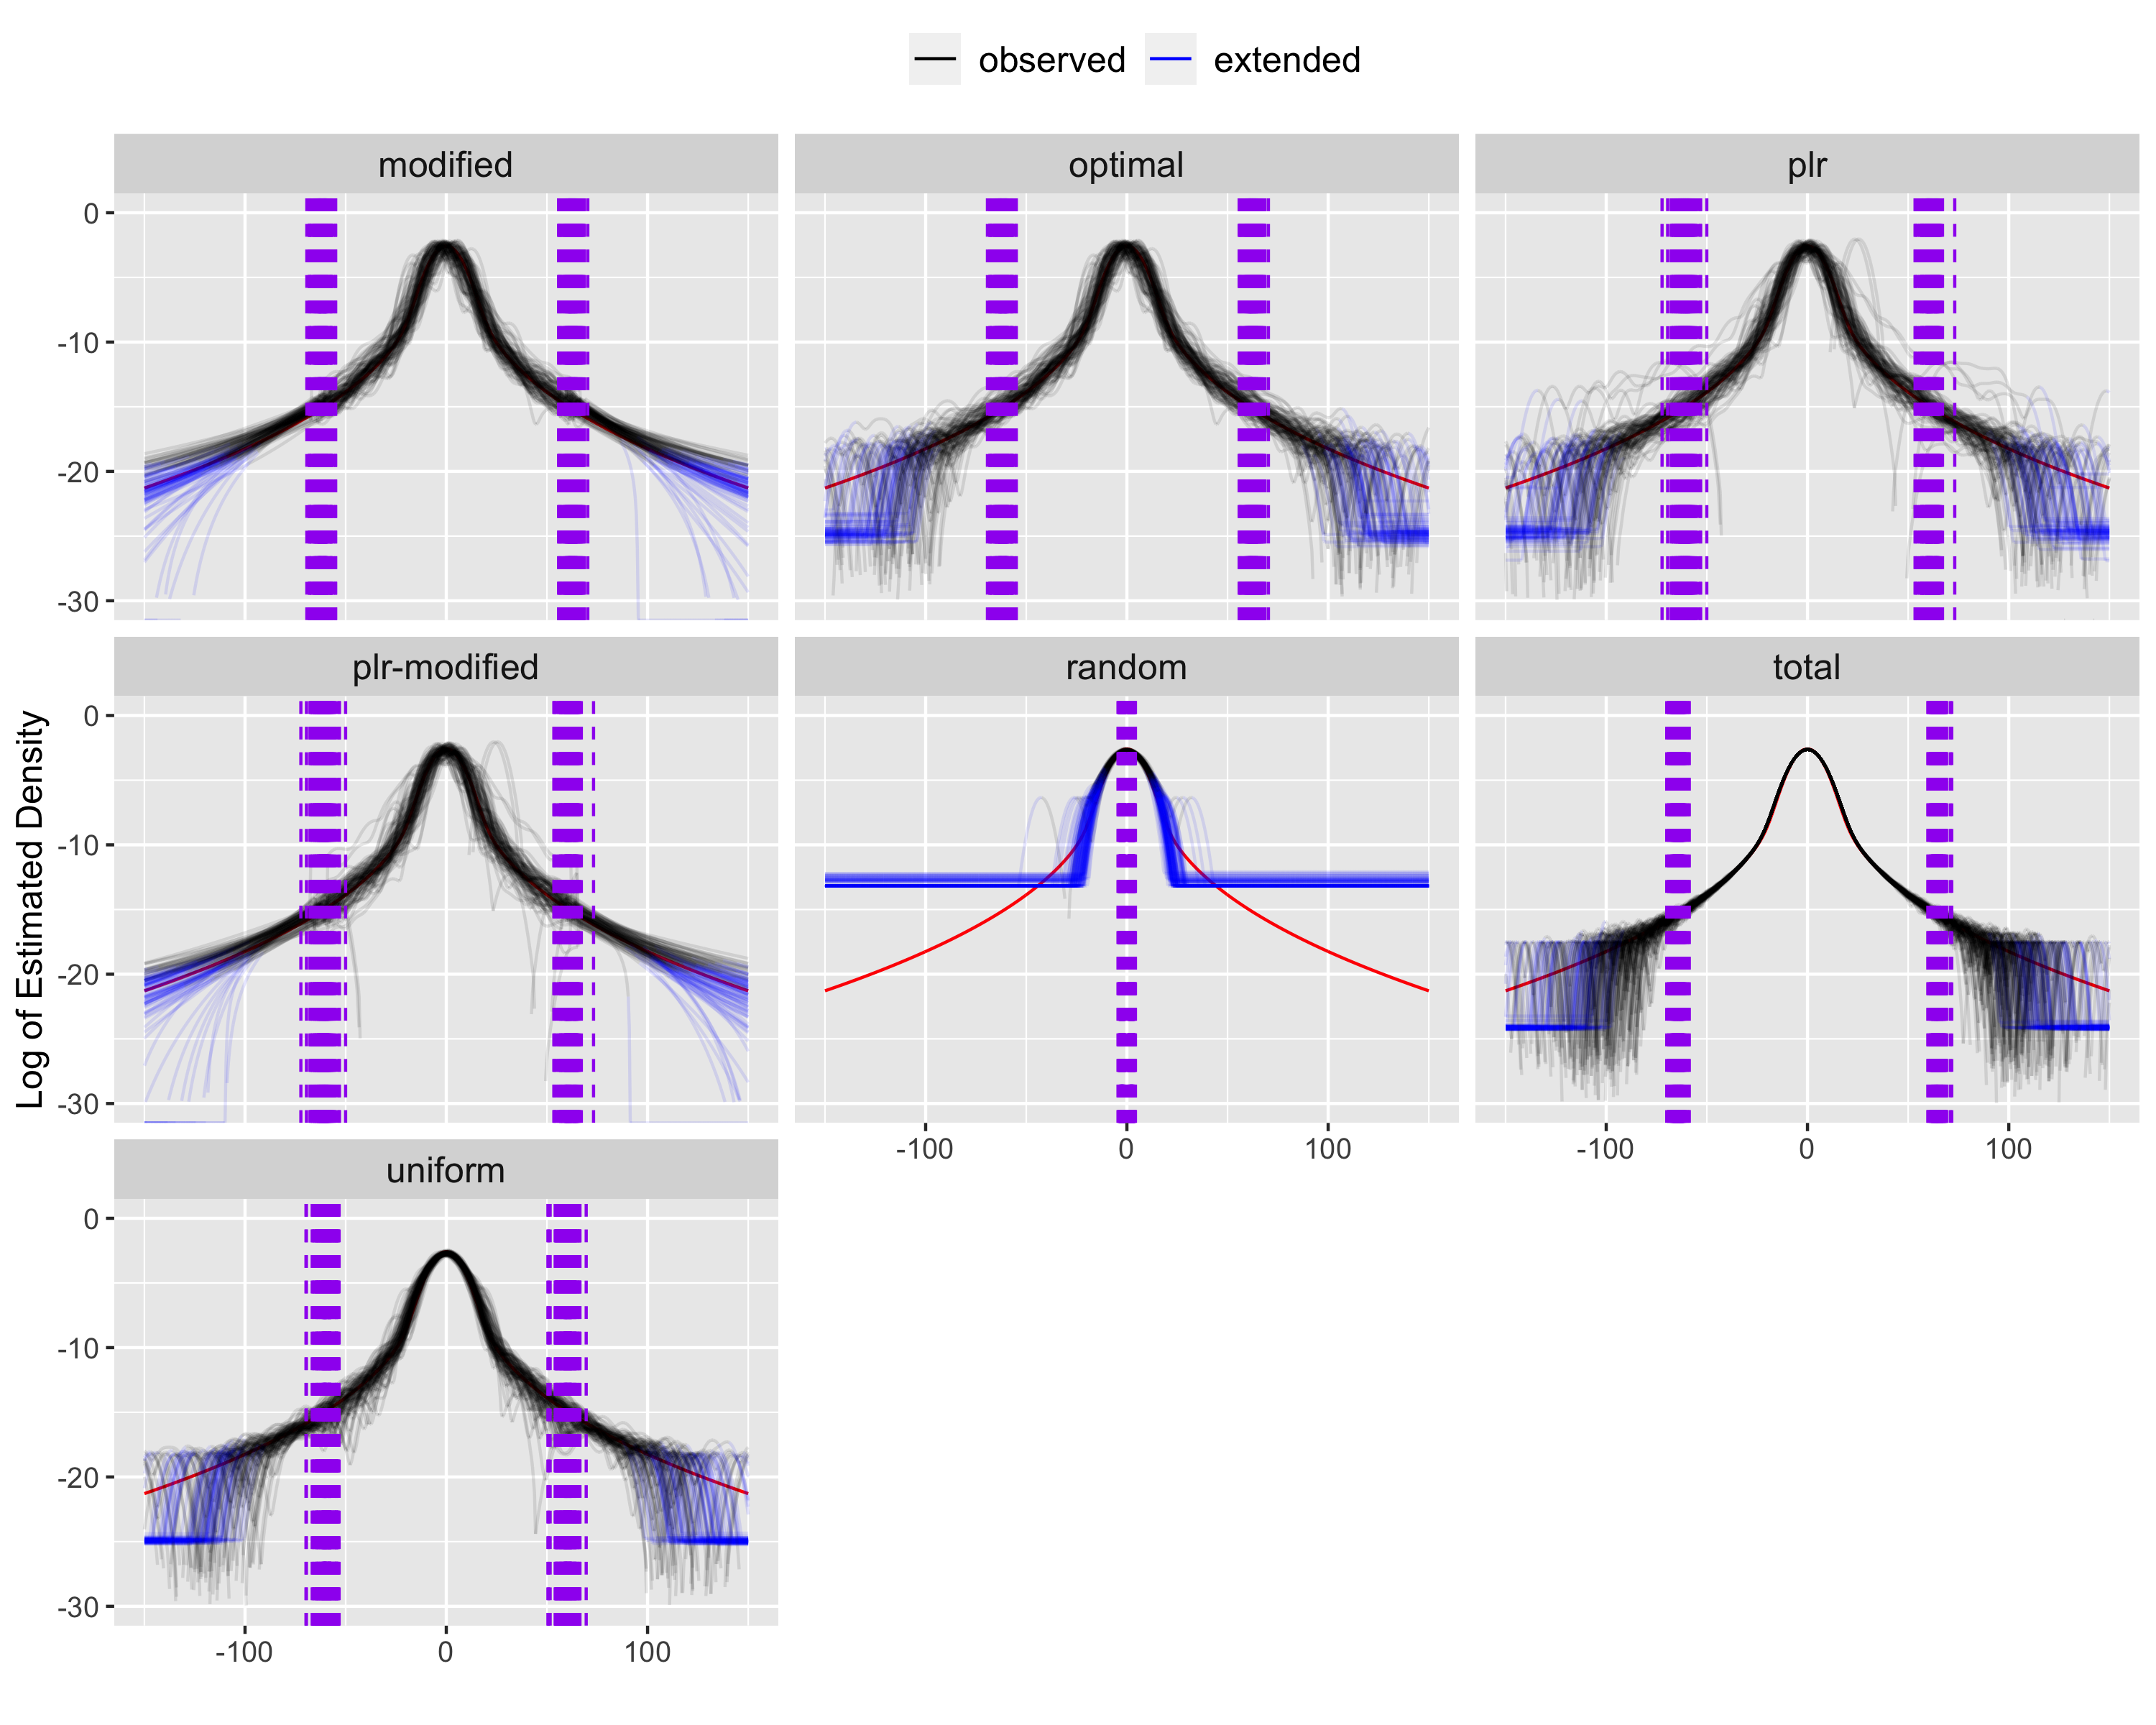 observed extended
modified optimal plr
0
-10
-20
-30
plr-modified random total
Log of Estimated Density
0
-10
-20
-30
-100 0 100 -100 0 100
uniform
0
-10
-20
-30
-100 0 100